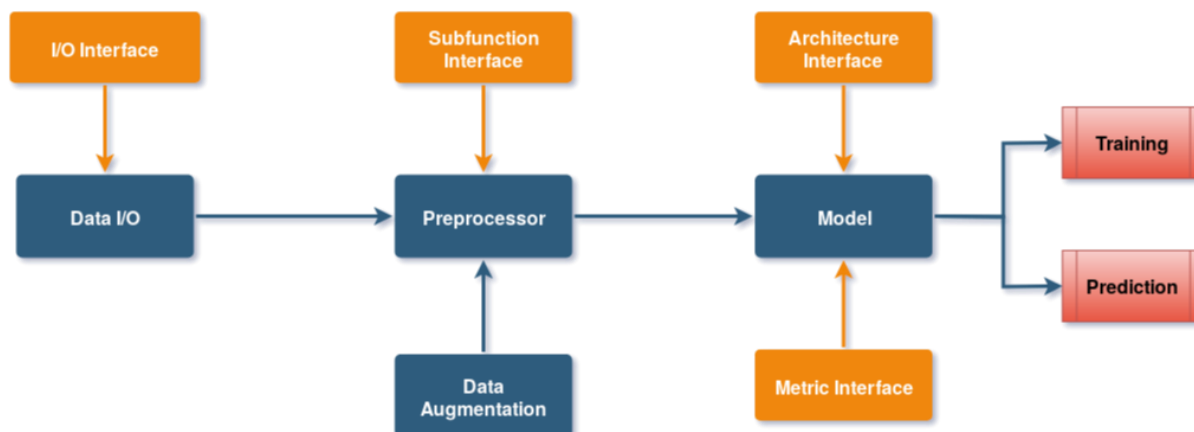 I/O Interface
Subfunction
Interface
Architecture
Interface
Training
Data I/O
Preprocessor
Model
Prediction
Data
Augmentation
Metric Interface